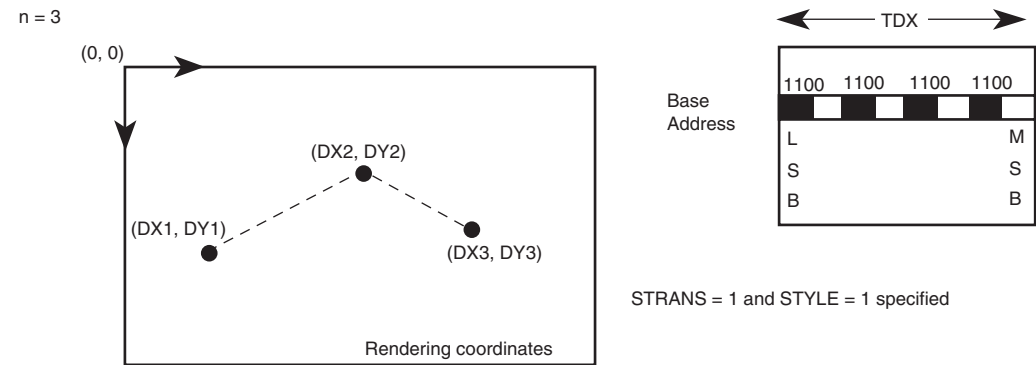 n = 3
(0, 0)
(DX2, DY2)
(DX1, DY1)
(DX3, DY3)
Rendering coordinates
TDX
1100 1100 1100 1100
Base
Address
L M
S S
B B
STRANS = 1 and STYLE = 1 specified